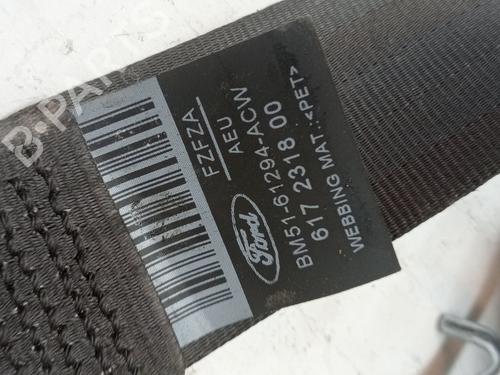 FZFZA
AEU
Ford
BM51-61294-ACW
617 2318 00
WEBBING MAT.:<PET>
B-PARTS